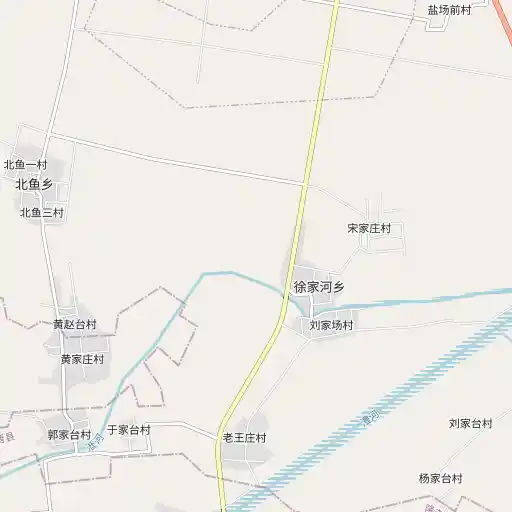 盐场前村
北鱼一村
北鱼乡
北鱼三村
宋家庄村
徐家河乡
黄赵台村
刘家场村
黄家庄村
郭家台村
于家台村
老王庄村
刘家台村
杨家台村